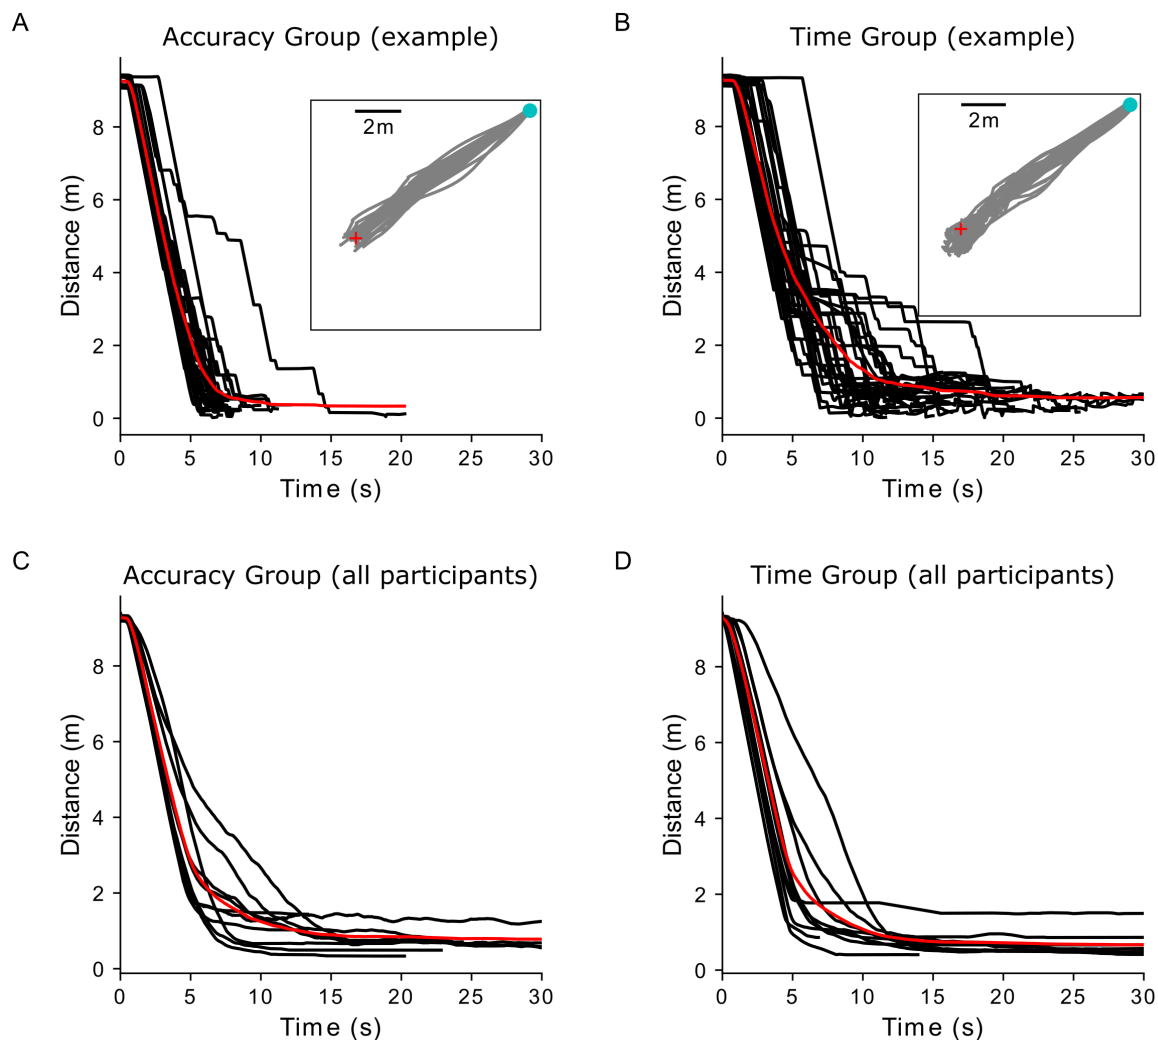 A
Accuracy Group (example)
Distance (m)
8
6
4
2
0
2m
0 5 10 15 20 25 30
Time (s)
B
Time Group (example)
Distance (m)
8
6
4
2
0
2m
0 5 10 15 20 25 30
Time (s)
C
Accuracy Group (all participants)
Distance (m)
8
6
4
2
0
0 5 10 15 20 25 30
Time (s)
D
Time Group (all participants)
Distance (m)
8
6
4
2
0
0 5 10 15 20 25 30
Time (s)